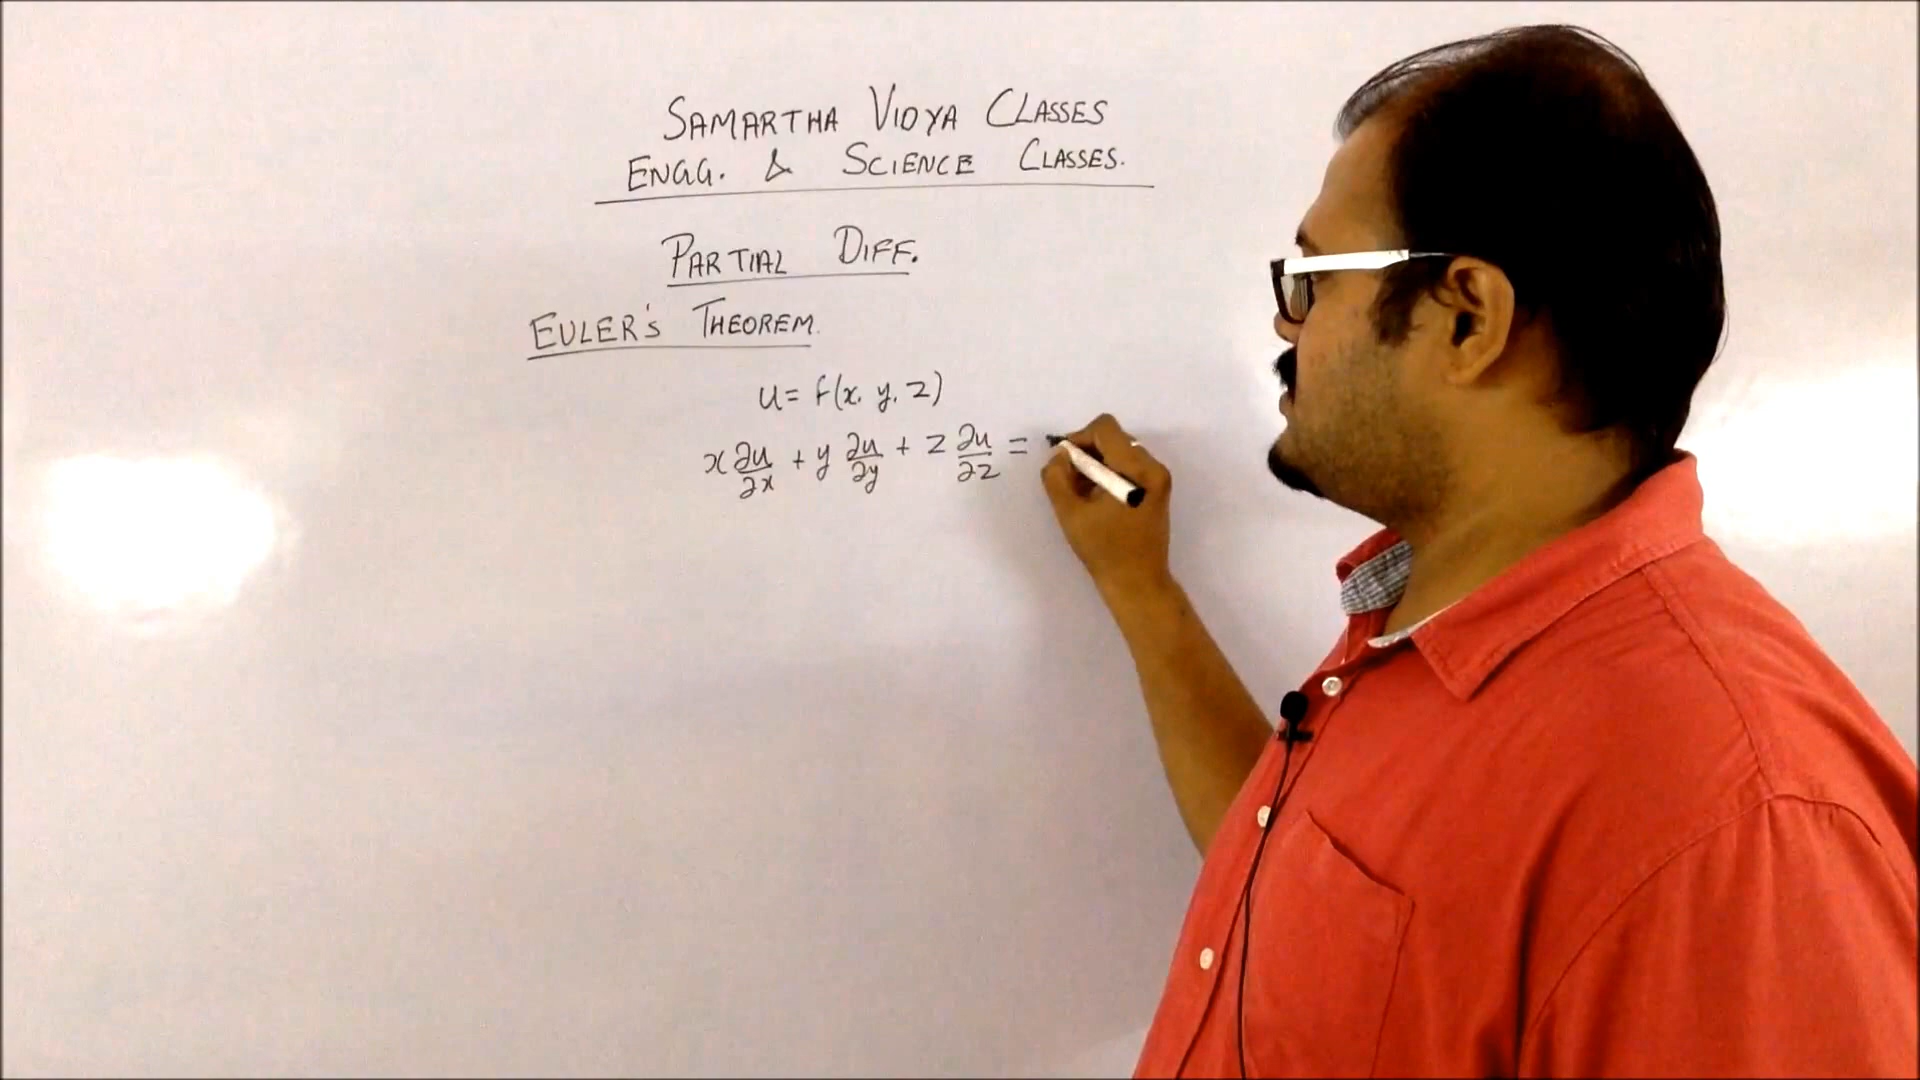 SAMARTHA VIDYA CLASSES
ENGG. & SCIENCE CLASSES.
PARTIAL DIFF.
EULER'S THEOREM.
u = f(x, y, z)
x ∂u/∂x + y ∂u/∂y + z ∂u/∂z =